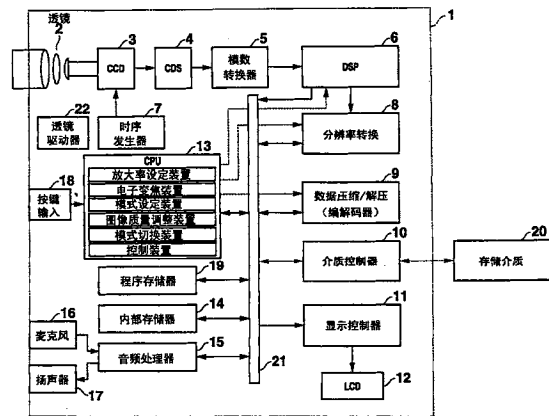 透镜
2
3
4
5
6
1
CCD
CDS
模数
转换器
DSP
22
7
8
透镜
驱动器
时序
发生器
分辨率转换
13
CPU
放大率设定装置
电子变焦装置
模式设定装置
图像质量调整装置
模式切换装置
控制装置
18
按键
输入
9
数据压缩/解压
(编解码器)
10
介质控制器
20
存储介质
19
程序存储器
14
内部存储器
11
显示控制器
16
麦克风
15
音频处理器
扬声器
17
21
LCD
12